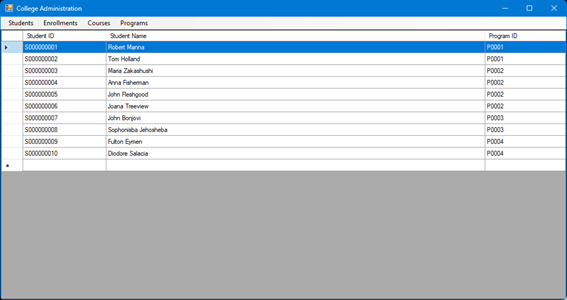 College Administration
Students Enrollments Courses Programs
Student ID Student Name Program ID
S000000001 Robert Manna P0001
S000000002 Tom Holland P0001
S000000003 Maria Zakashushi P0002
S000000004 Anna Fisheman P0002
S000000005 John Fleshgood P0002
S000000006 Joana Treeview P0002
S000000007 John Bonjovi P0003
S000000008 Sophonisba Jehosheba P0003
S000000009 Fulton Eymen P0004
S000000010 Diodore Salacia P0004